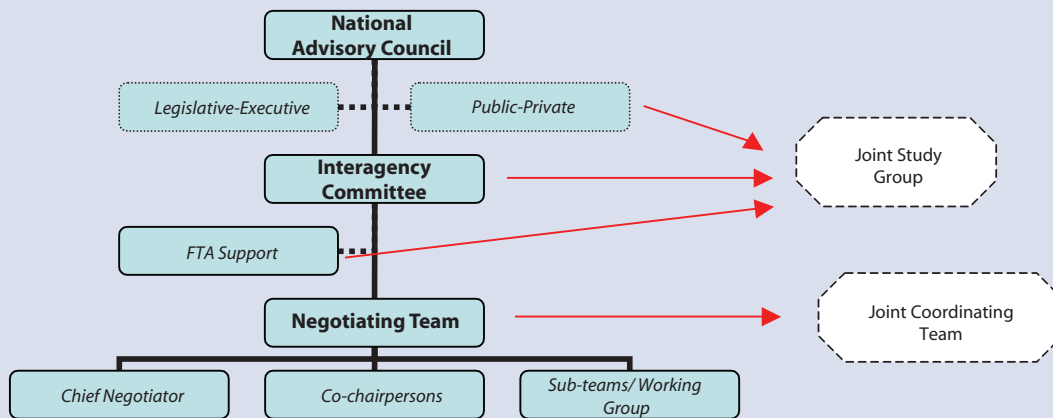 National
Advisory Council
Legislative-Executive
Public-Private
Joint Study
Group
Interagency
Committee
FTA Support
Negotiating Team
Joint Coordinating
Team
Chief Negotiator
Co-chairpersons
Sub-teams/ Working
Group